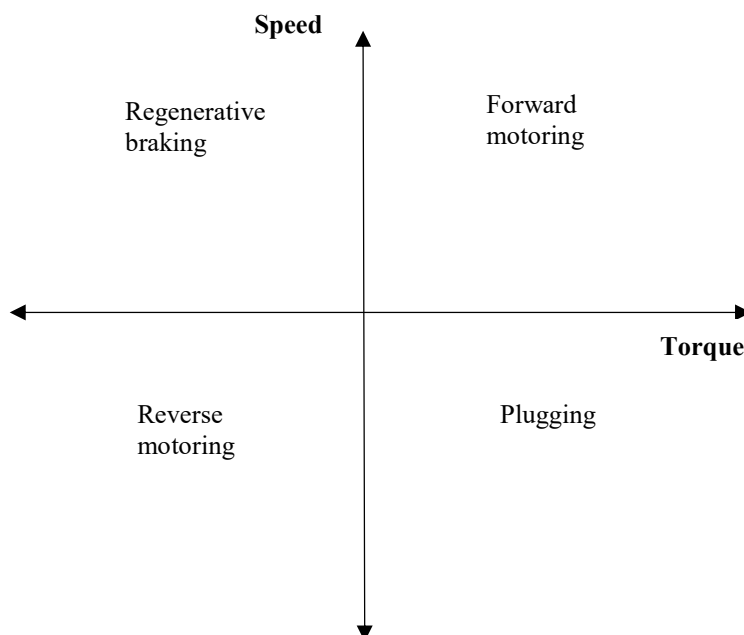 Speed
Regenerative
braking
Forward
motoring
Torque
Reverse
motoring
Plugging